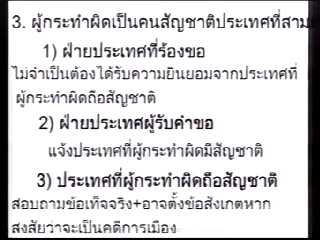 3. ผู้กระทำผิดเป็นคนสัญชาติประเทศที่สาม
1) ฝ่ายประเทศที่ร้องขอ
ไม่จำเป็นต้องได้รับความยินยอมจากประเทศที่
ผู้กระทำผิดถือสัญชาติ
2) ฝ่ายประเทศผู้รับคำขอ
แจ้งประเทศที่ผู้กระทำผิดมีสัญชาติ
3) ประเทศที่ผู้กระทำผิดถือสัญชาติ
สอบถามข้อเท็จจริง+อาจตั้งข้อสังเกตหาก
สงสัยว่าจะเป็นคดีการเมือง